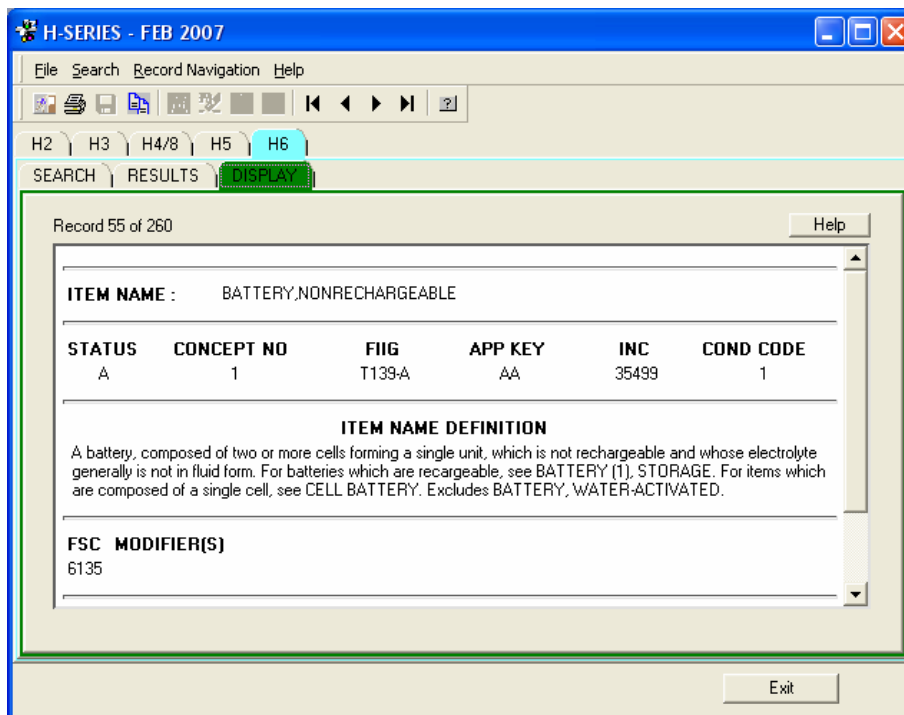 H-SERIES - FEB 2007
File Search Record Navigation Help
?
H2 H3 H4/8 H5 H6
SEARCH RESULTS DISPLAY
Record 55 of 260 Help
ITEM NAME : BATTERY,NONRECHARGEABLE
STATUS CONCEPT NO FIIG APP KEY INC COND CODE
A 1 T139-A AA 35499 1
ITEM NAME DEFINITION
A battery, composed of two or more cells forming a single unit, which is not rechargeable and whose electrolyte
generally is not in fluid form. For batteries which are recargeable, see BATTERY (1), STORAGE. For items which
are composed of a single cell, see CELL BATTERY. Excludes BATTERY, WATER-ACTIVATED.
FSC MODIFIER(S)
6135
Exit